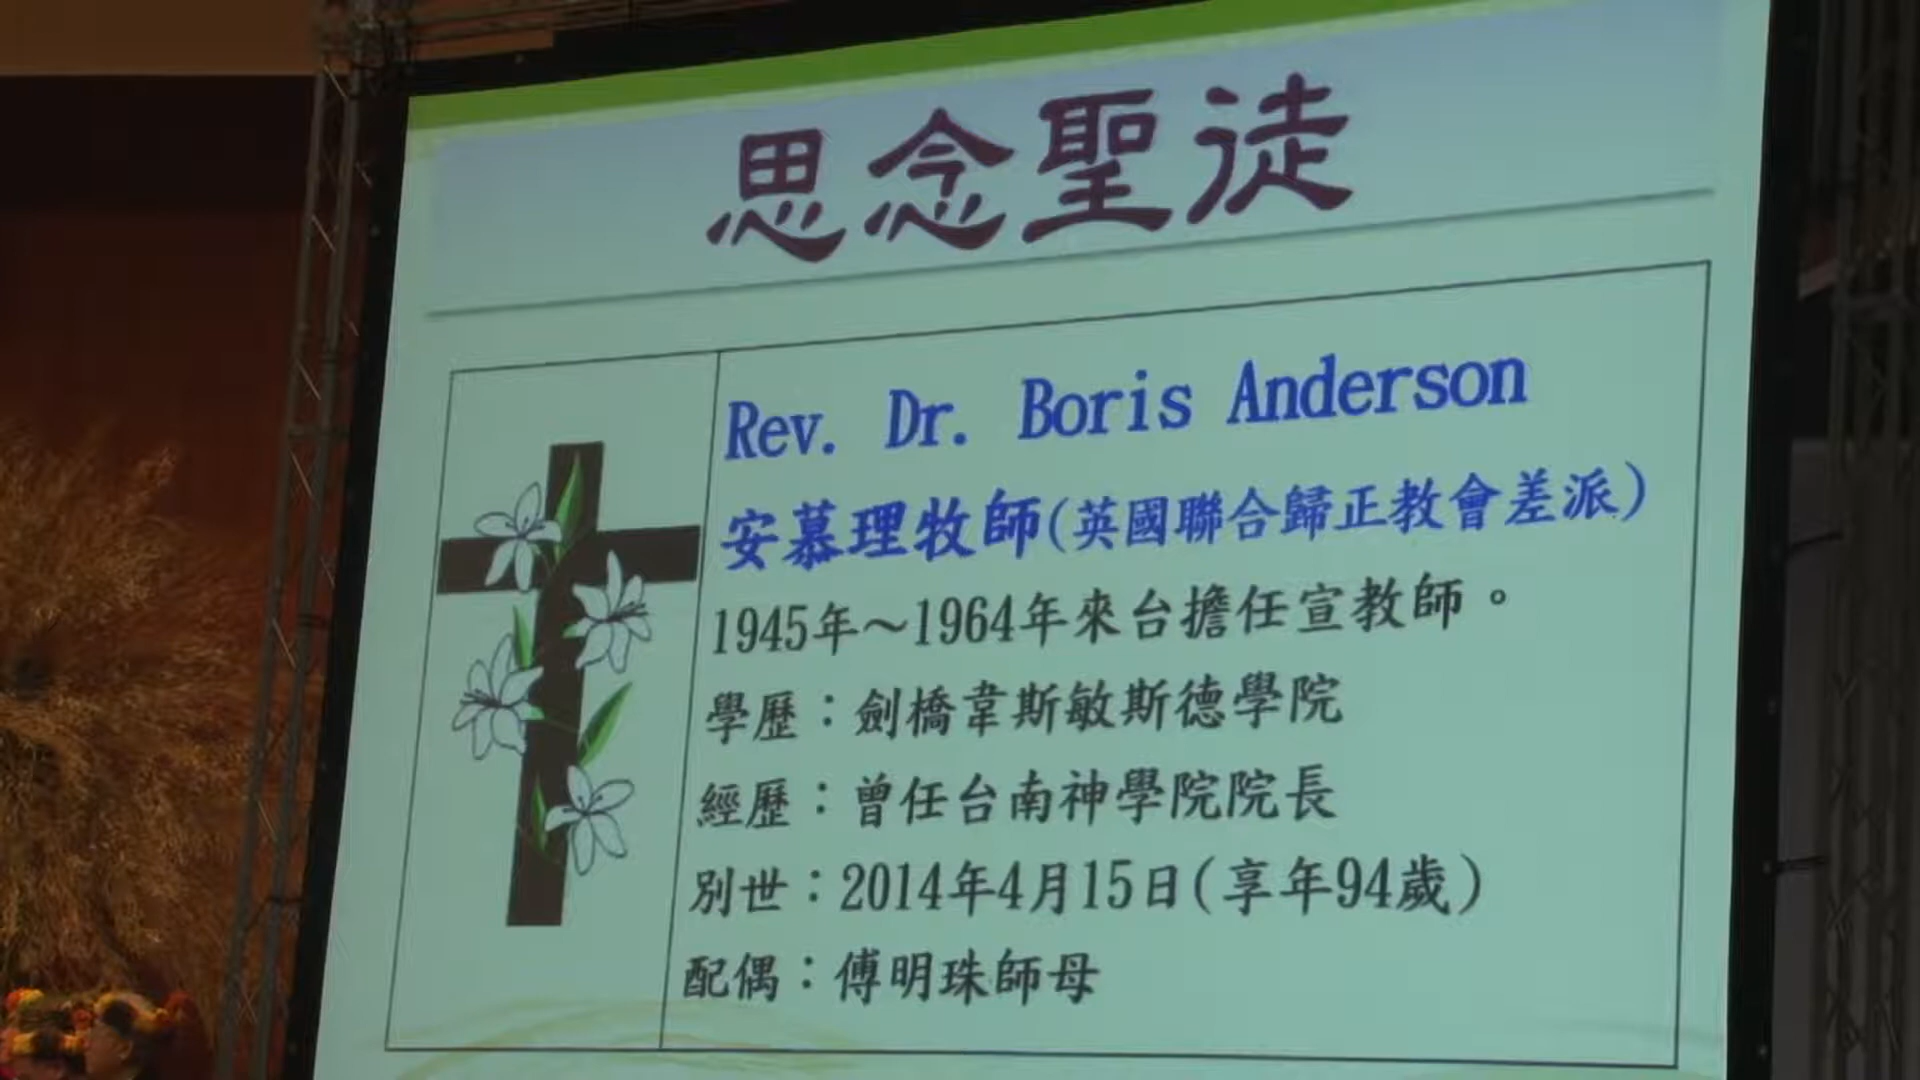 思念聖徒
Rev. Dr. Boris Anderson
安慕理牧師(英國聯合歸正教會差派)
1945年～1964年來台擔任宣教師。
學歷：劍橋韋斯敏斯德學院
經歷：曾任台南神學院院長
別世：2014年4月15日(享年94歲)
配偶：傅明珠師母